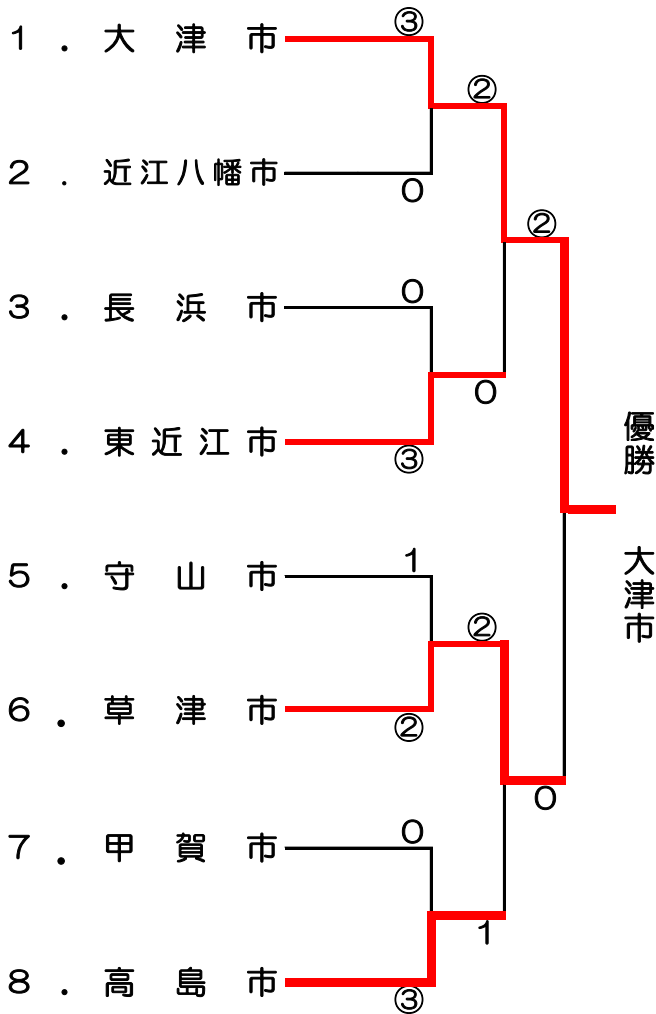 ③
1 . 大津市
②
2 . 近江八幡市
0
②
3 . 長浜市
0
0
4 . 東近江市
③
優勝 大津市
5 . 守山市
1
②
6 . 草津市
②
0
7 . 甲賀市
0
1
8 . 高島市
③